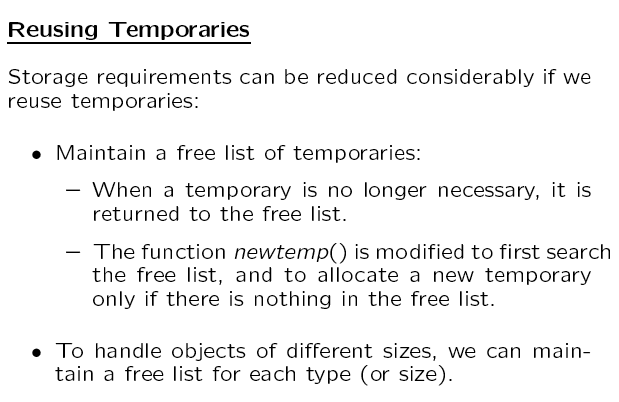 Reusing Temporaries
Storage requirements can be reduced considerably if we
reuse temporaries:
• Maintain a free list of temporaries:
– When a temporary is no longer necessary, it is
returned to the free list.
– The function newtemp() is modified to first search
the free list, and to allocate a new temporary
only if there is nothing in the free list.
• To handle objects of different sizes, we can main-
tain a free list for each type (or size).